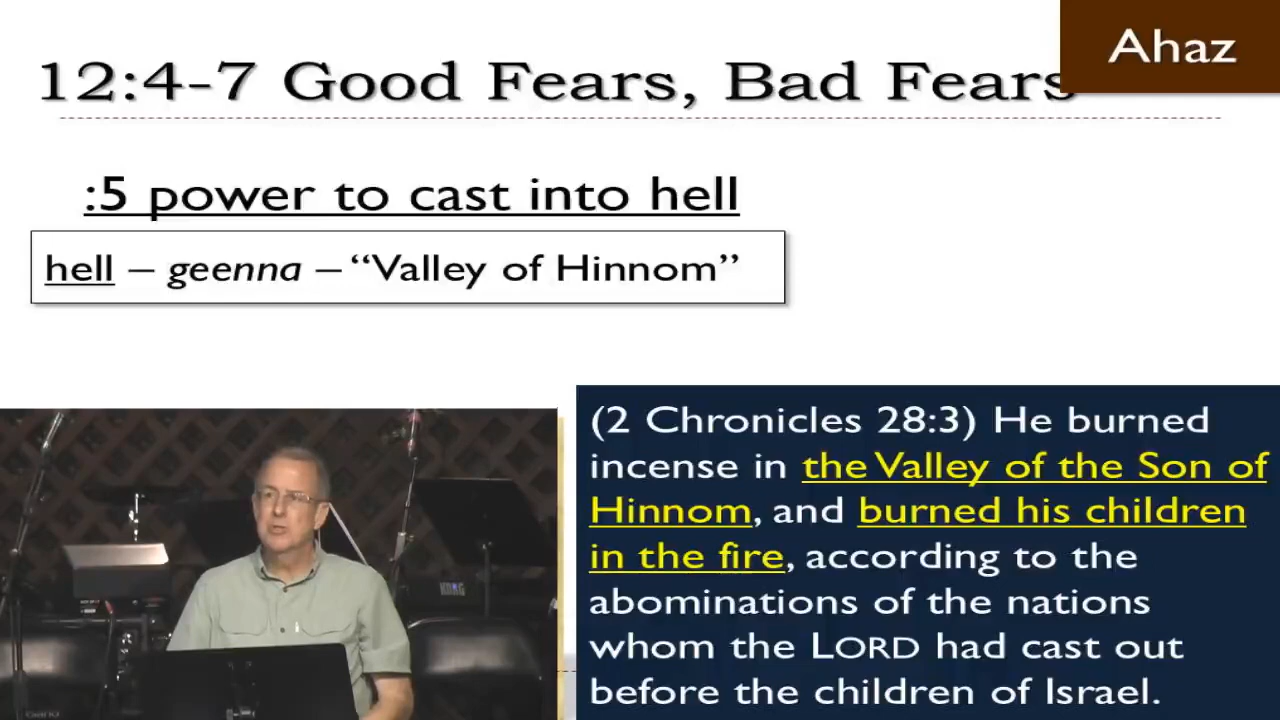 Ahaz
12:4-7 Good Fears, Bad Fears
:5 power to cast into hell
hell – geenna – “Valley of Hinnom”
(2 Chronicles 28:3) He burned
incense in the Valley of the Son of
Hinnom, and burned his children
in the fire, according to the
abominations of the nations
whom the LORD had cast out
before the children of Israel.
KORG